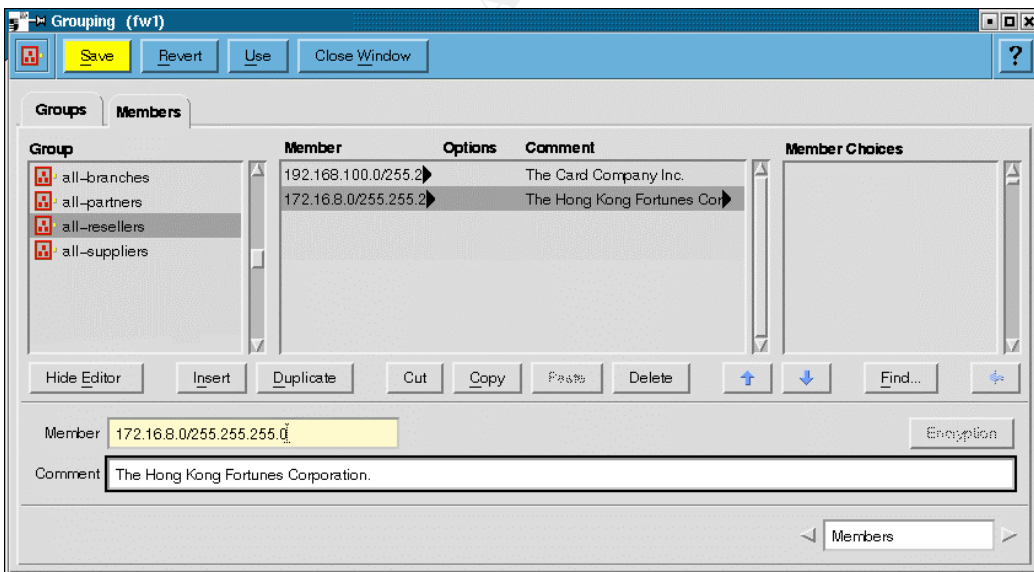 Grouping (fw1)
Save Revert Use Close Window ?
Groups Members
Group Member Options Comment Member Choices
all-branches 192.168.100.0/255.2 The Card Company Inc.
all-partners 172.16.8.0/255.255.2 The Hong Kong Fortunes Cor
all-resellers
all-suppliers
Hide Editor Insert Duplicate Cut Copy Paste Delete Find...
Member 172.16.8.0/255.255.255.0 Encryption
Comment The Hong Kong Fortunes Corporation.
Members